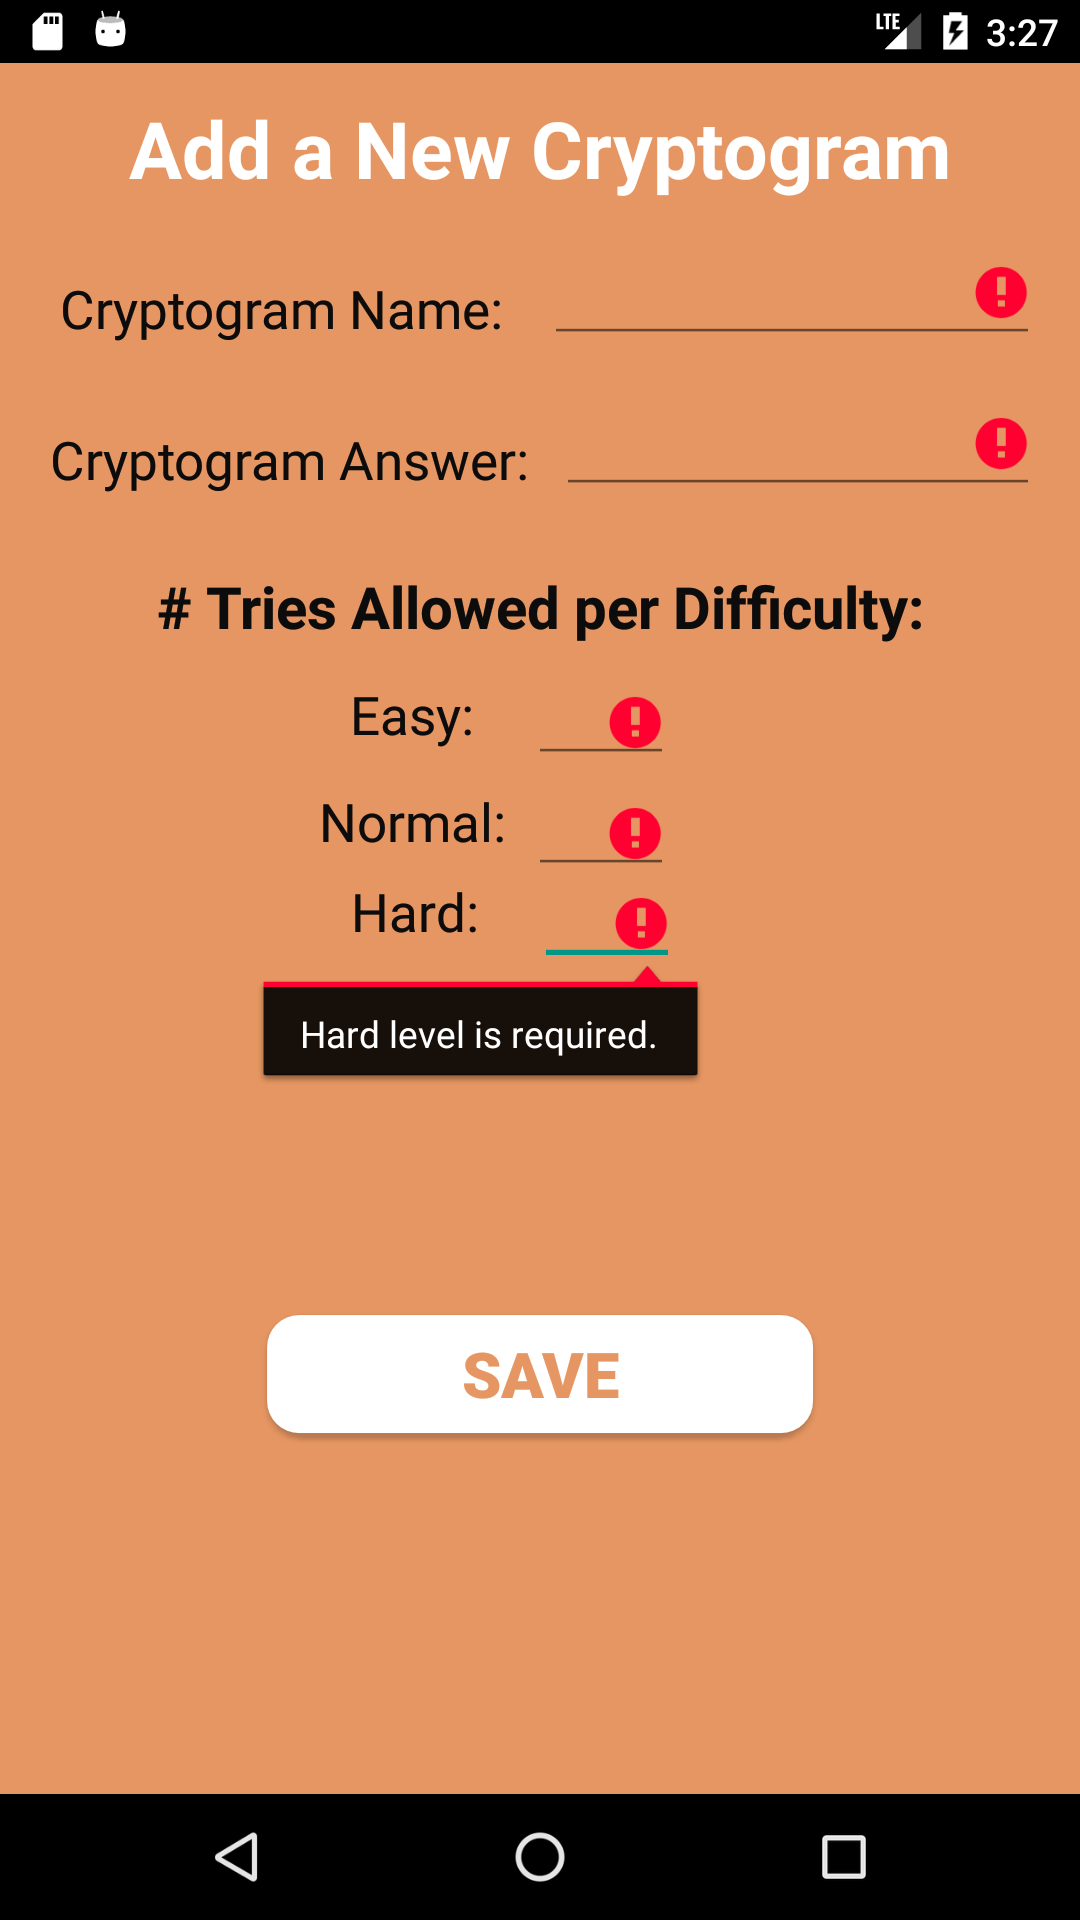 LTE 3:27
Add a New Cryptogram
Cryptogram Name:
Cryptogram Answer:
# Tries Allowed per Difficulty:
Easy:
Normal:
Hard:
Hard level is required.
SAVE